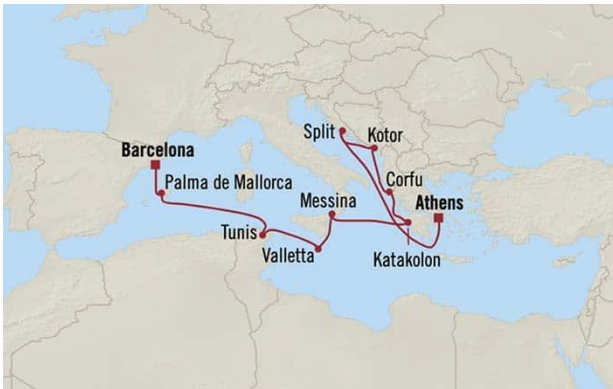 Split
Kotor
Barcelona
Palma de Mallorca
Corfu
Messina
Athens
Tunis
Valletta
Katakolon